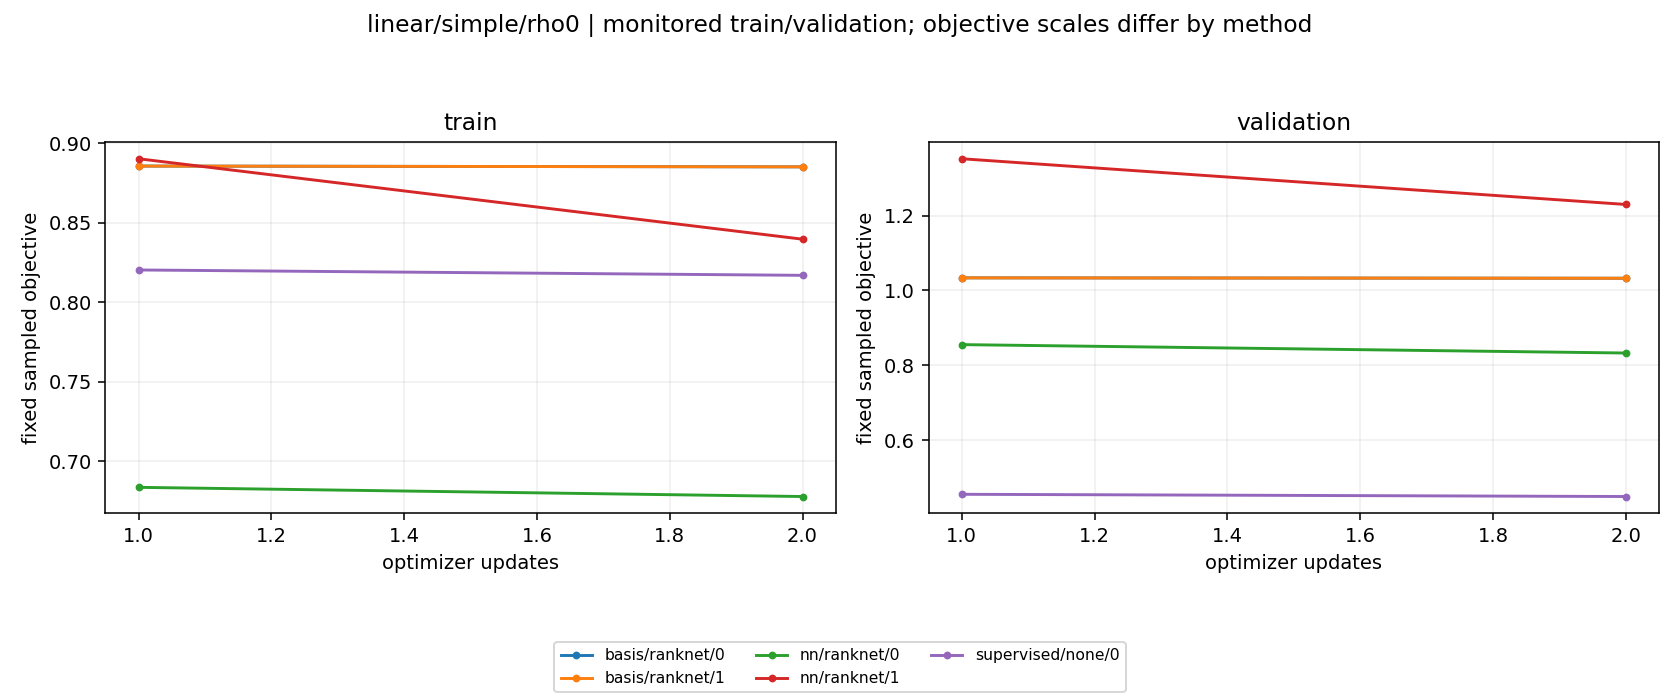 linear/simple/rho0 | monitored train/validation; objective scales differ by method
train
fixed sampled objective
0.90
0.85
0.80
0.75
0.70
1.0 1.2 1.4 1.6 1.8 2.0
optimizer updates
validation
fixed sampled objective
1.2
1.0
0.8
0.6
1.0 1.2 1.4 1.6 1.8 2.0
optimizer updates
basis/ranknet/0 nn/ranknet/0 supervised/none/0
basis/ranknet/1 nn/ranknet/1